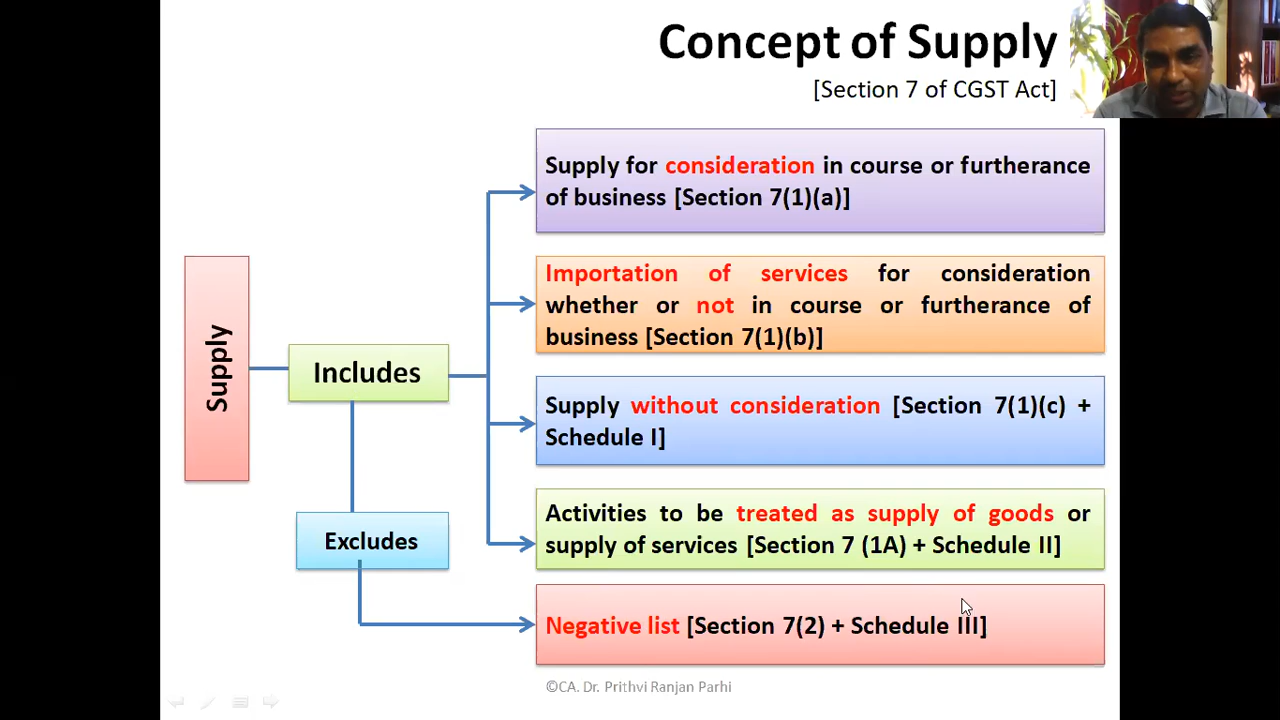 Concept of Supply
[Section 7 of CGST Act]
Supply
Includes
Excludes
Supply for consideration in course or furtherance
of business [Section 7(1)(a)]
Importation of services for consideration
whether or not in course or furtherance of
business [Section 7(1)(b)]
Supply without consideration [Section 7(1)(c) +
Schedule I]
Activities to be treated as supply of goods or
supply of services [Section 7 (1A) + Schedule II]
Negative list [Section 7(2) + Schedule III]
©CA. Dr. Prithvi Ranjan Parhi